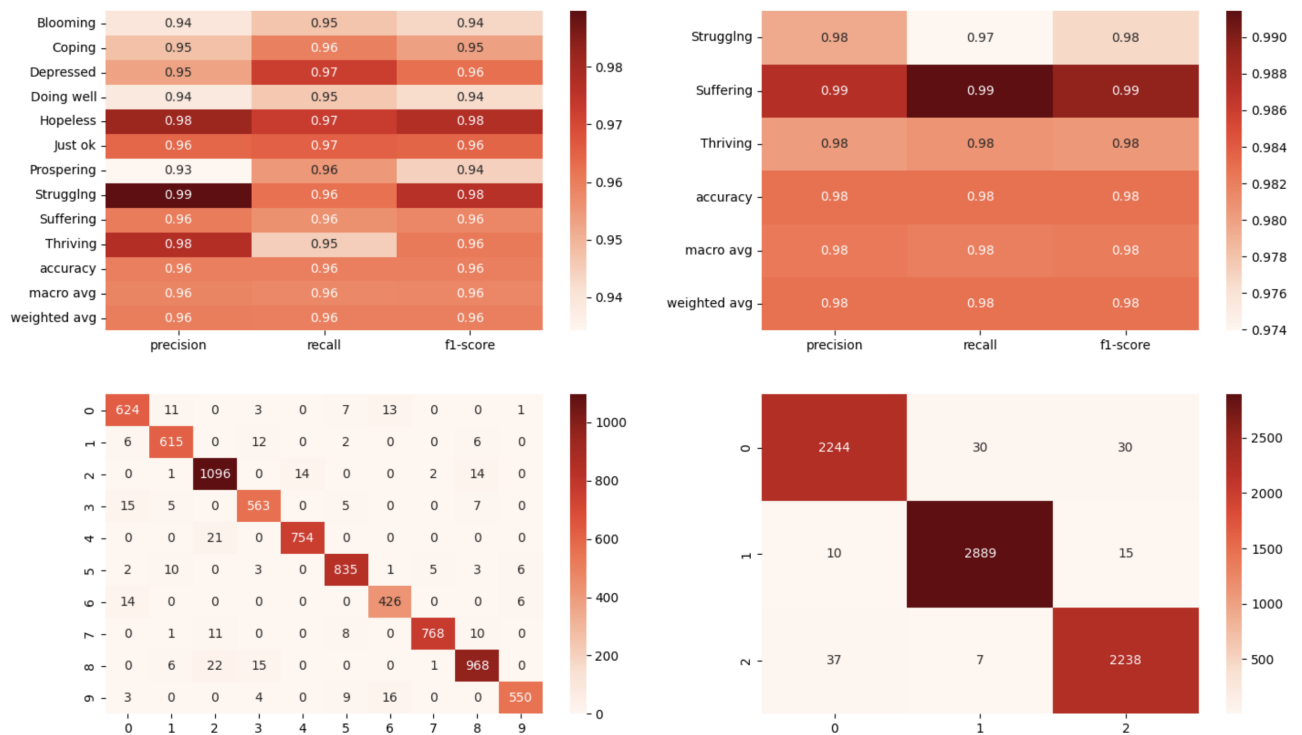 Blooming 0.94 0.95 0.94
Coping 0.95 0.96 0.95
Depressed 0.95 0.97 0.96
Doing well 0.94 0.95 0.94
Hopeless 0.98 0.97 0.98
Just ok 0.96 0.97 0.96
Prospering 0.93 0.96 0.94
Strugglng 0.99 0.96 0.98
Suffering 0.96 0.96 0.96
Thriving 0.98 0.95 0.96
accuracy 0.96 0.96 0.96
macro avg 0.96 0.96 0.96
weighted avg 0.96 0.96 0.96
precision recall f1-score
0.98
0.97
0.96
0.95
0.94
Strugglng 0.98 0.97 0.98
Suffering 0.99 0.99 0.99
Thriving 0.98 0.98 0.98
accuracy 0.98 0.98 0.98
macro avg 0.98 0.98 0.98
weighted avg 0.98 0.98 0.98
precision recall f1-score
0.990
0.988
0.986
0.984
0.982
0.980
0.978
0.976
0.974
0 624 11 0 3 0 7 13 0 0 1
1 6 615 0 12 0 2 0 0 6 0
2 0 1 1096 0 14 0 0 2 14 0
3 15 5 0 563 0 5 0 0 7 0
4 0 0 21 0 754 0 0 0 0 0
5 2 10 0 3 0 835 1 5 3 6
6 14 0 0 0 0 0 426 0 0 6
7 0 1 11 0 0 8 0 768 10 0
8 0 6 22 15 0 0 0 1 968 0
9 3 0 0 4 0 9 16 0 0 550
0 1 2 3 4 5 6 7 8 9
1000
800
600
400
200
0
0 2244 30 30
1 10 2889 15
2 37 7 2238
0 1 2
2500
2000
1500
1000
500